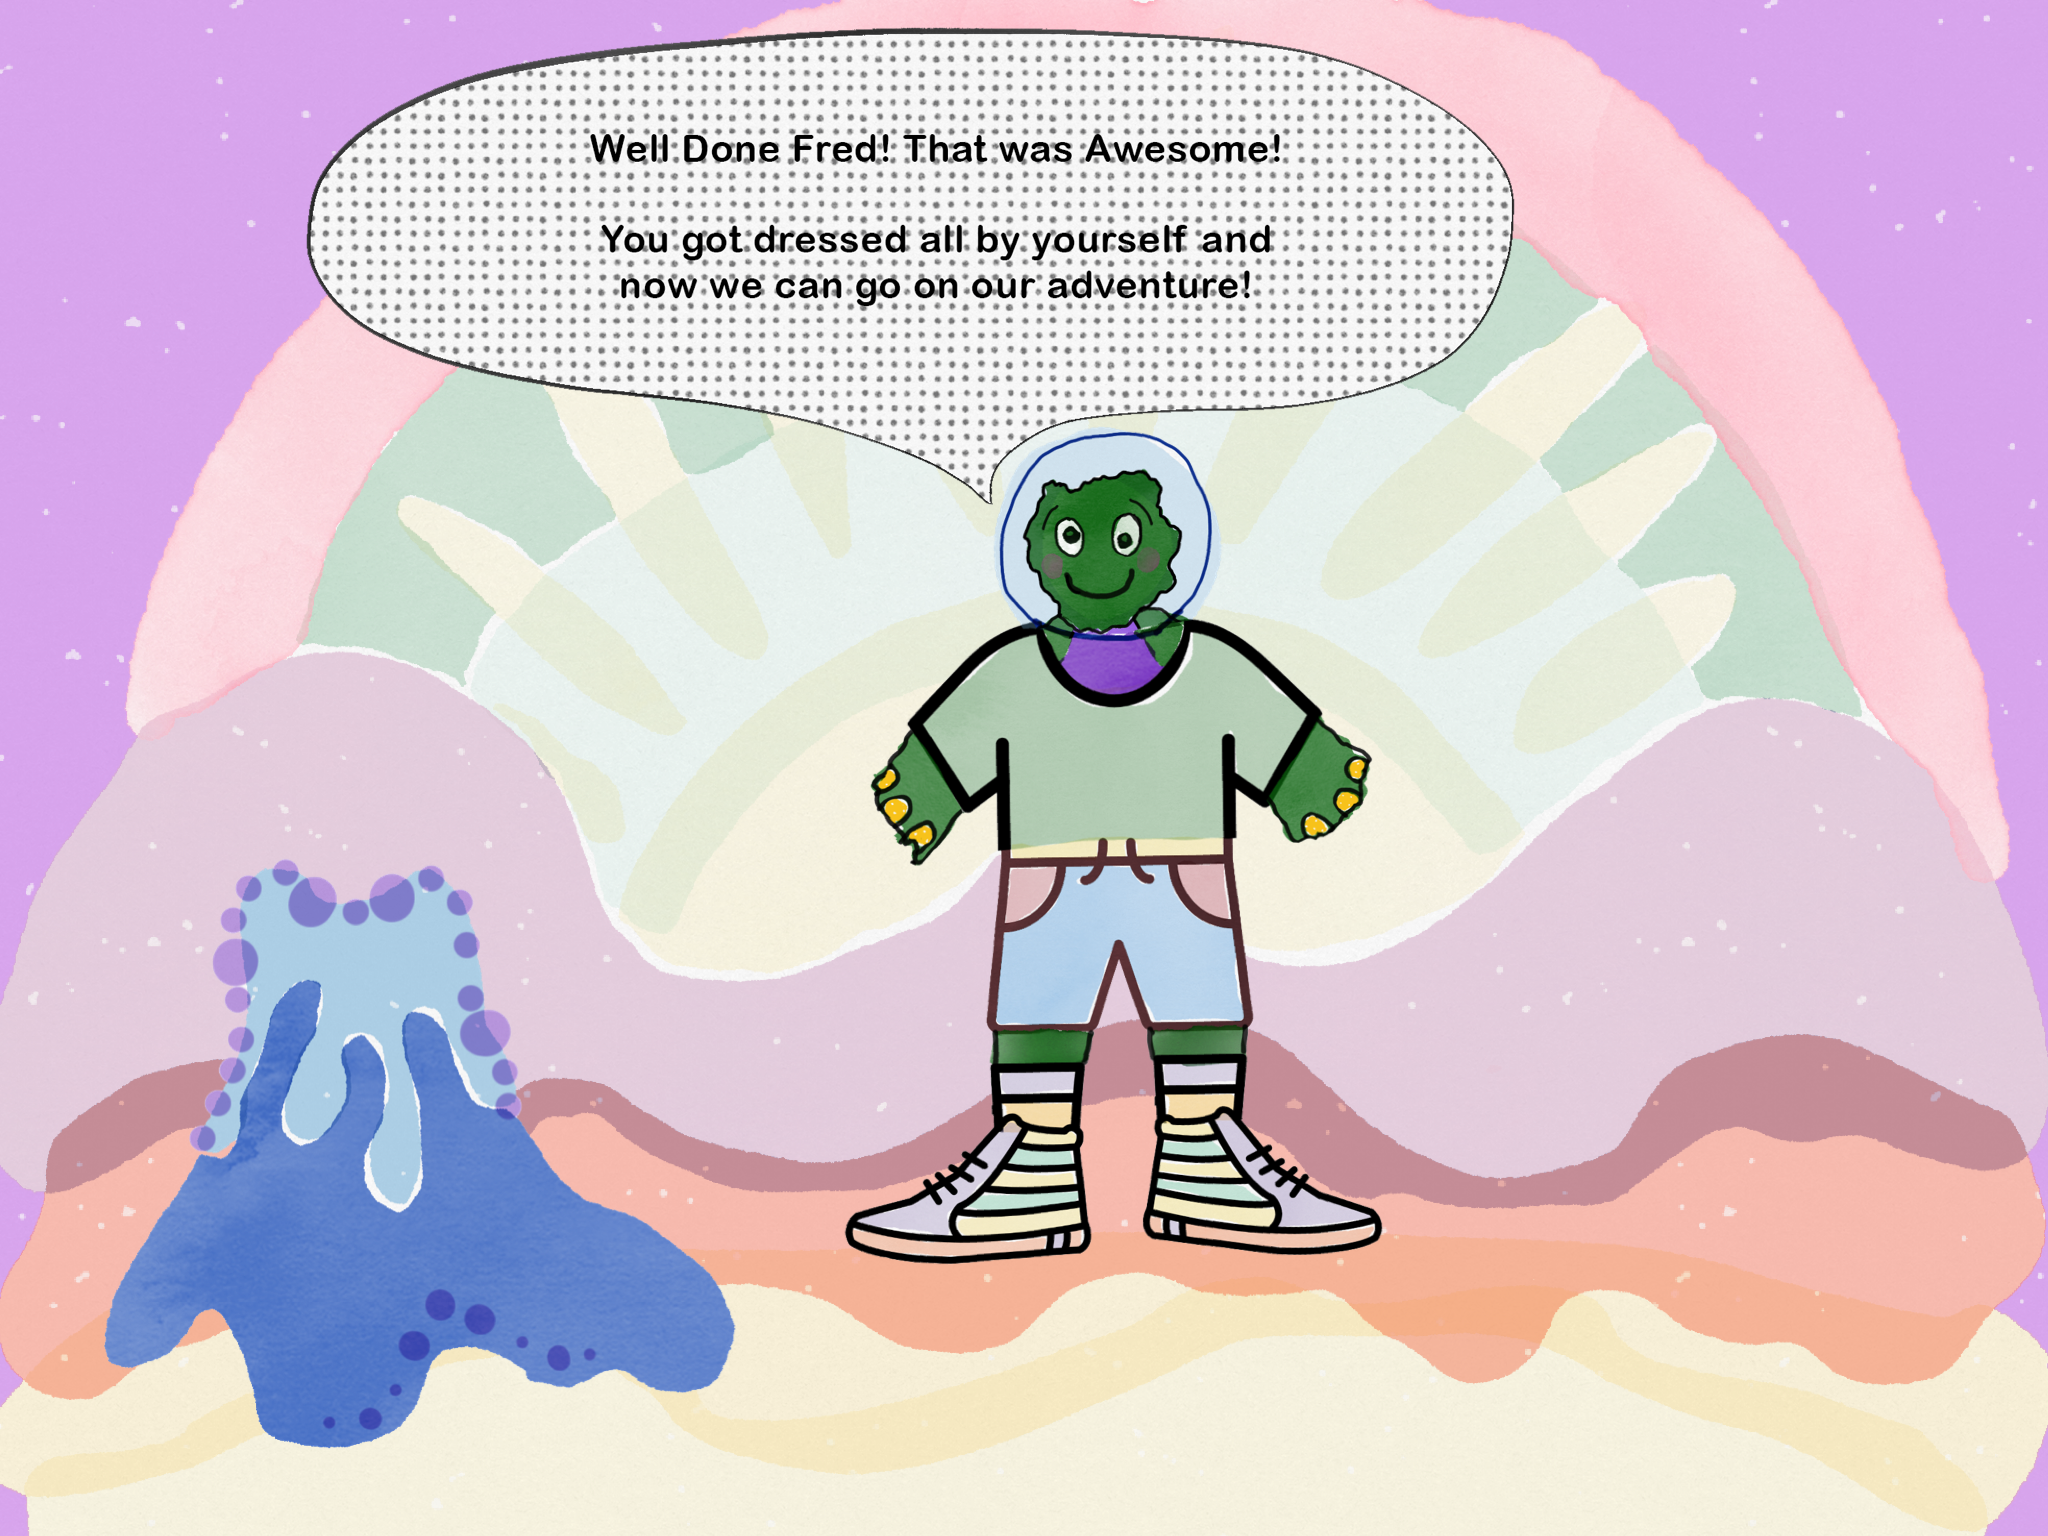 Well Done Fred! That was Awesome!
You got dressed all by yourself and
now we can go on our adventure!